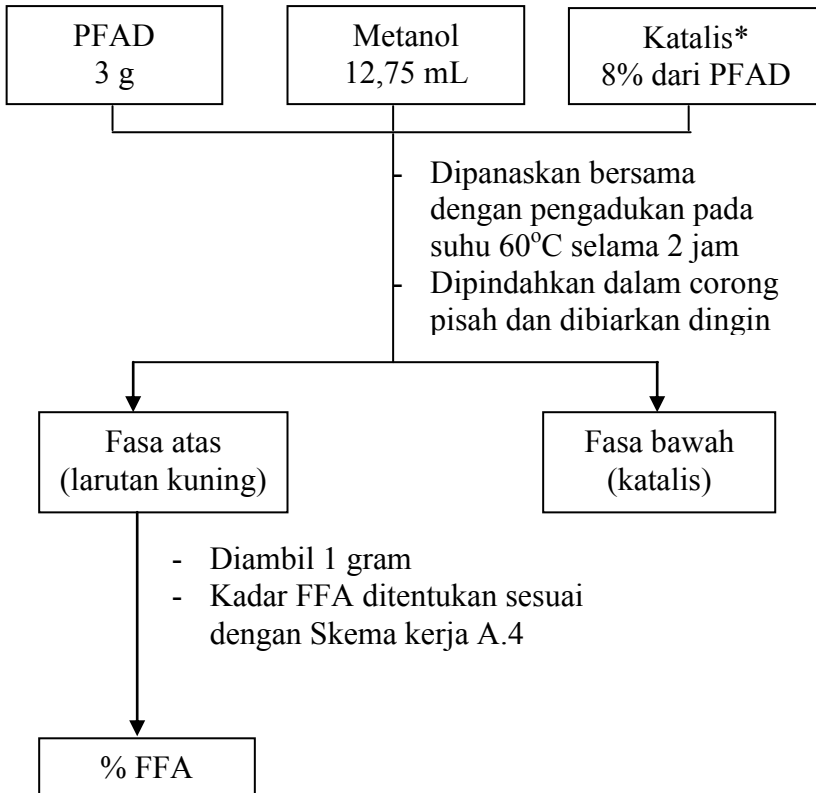 PFAD
3 g
Metanol
12,75 mL
Katalis*
8% dari PFAD
- Dipanaskan bersama
dengan pengadukan pada
suhu 60°C selama 2 jam
- Dipindahkan dalam corong
pisah dan dibiarkan dingin
Fasa atas
(larutan kuning)
Fasa bawah
(katalis)
- Diambil 1 gram
- Kadar FFA ditentukan sesuai
dengan Skema kerja A.4
% FFA